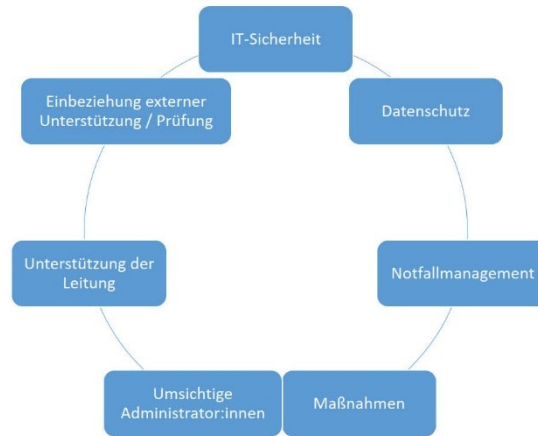 IT-Sicherheit
Datenschutz
Notfallmanagement
Maßnahmen
Umsichtige
Administrator:innen
Unterstützung der
Leitung
Einbeziehung externer
Unterstützung / Prüfung